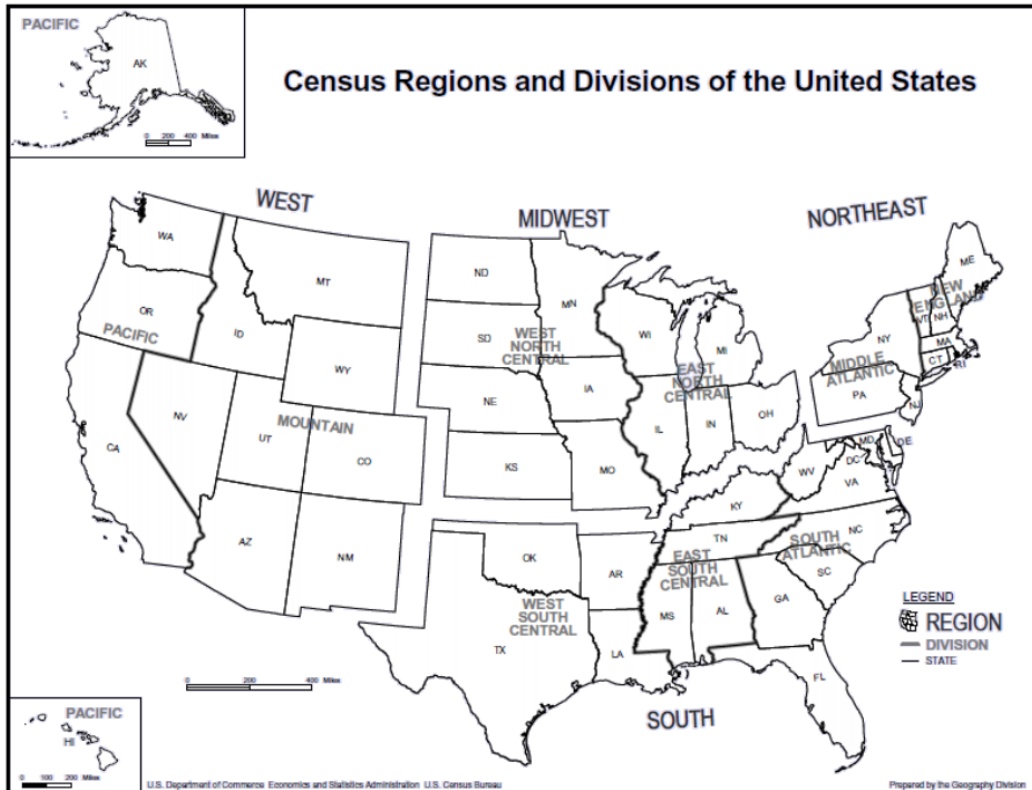 PACIFIC
AK
0 200 400 Miles
Census Regions and Divisions of the United States
WEST
MIDWEST
NORTHEAST
WA
MT
ND
MN
ME
OR
PACIFIC
ID
SD
WEST
NORTH
CENTRAL
WI
MI
NY
NEW
ENGLAND
VT
NH
MA
CT
RI
WY
IA
EAST
NORTH
CENTRAL
MIDDLE
ATLANTIC
PA
NJ
NV
UT
MOUNTAIN
CO
NE
IL
IN
OH
CA
KS
MO
WV
MD
DE
DC
VA
KY
AZ
NM
OK
AR
TN
EAST
SOUTH
CENTRAL
SOUTH
ATLANTIC
NC
SC
TX
WEST
SOUTH
CENTRAL
LA
MS
AL
GA
FL
LEGEND
REGION
DIVISION
STATE
0 200 400 Miles
SOUTH
PACIFIC
HI
0 100 200 Miles
U.S. Department of Commerce Economics and Statistics Administration U.S. Census Bureau
Prepared by the Geography Division